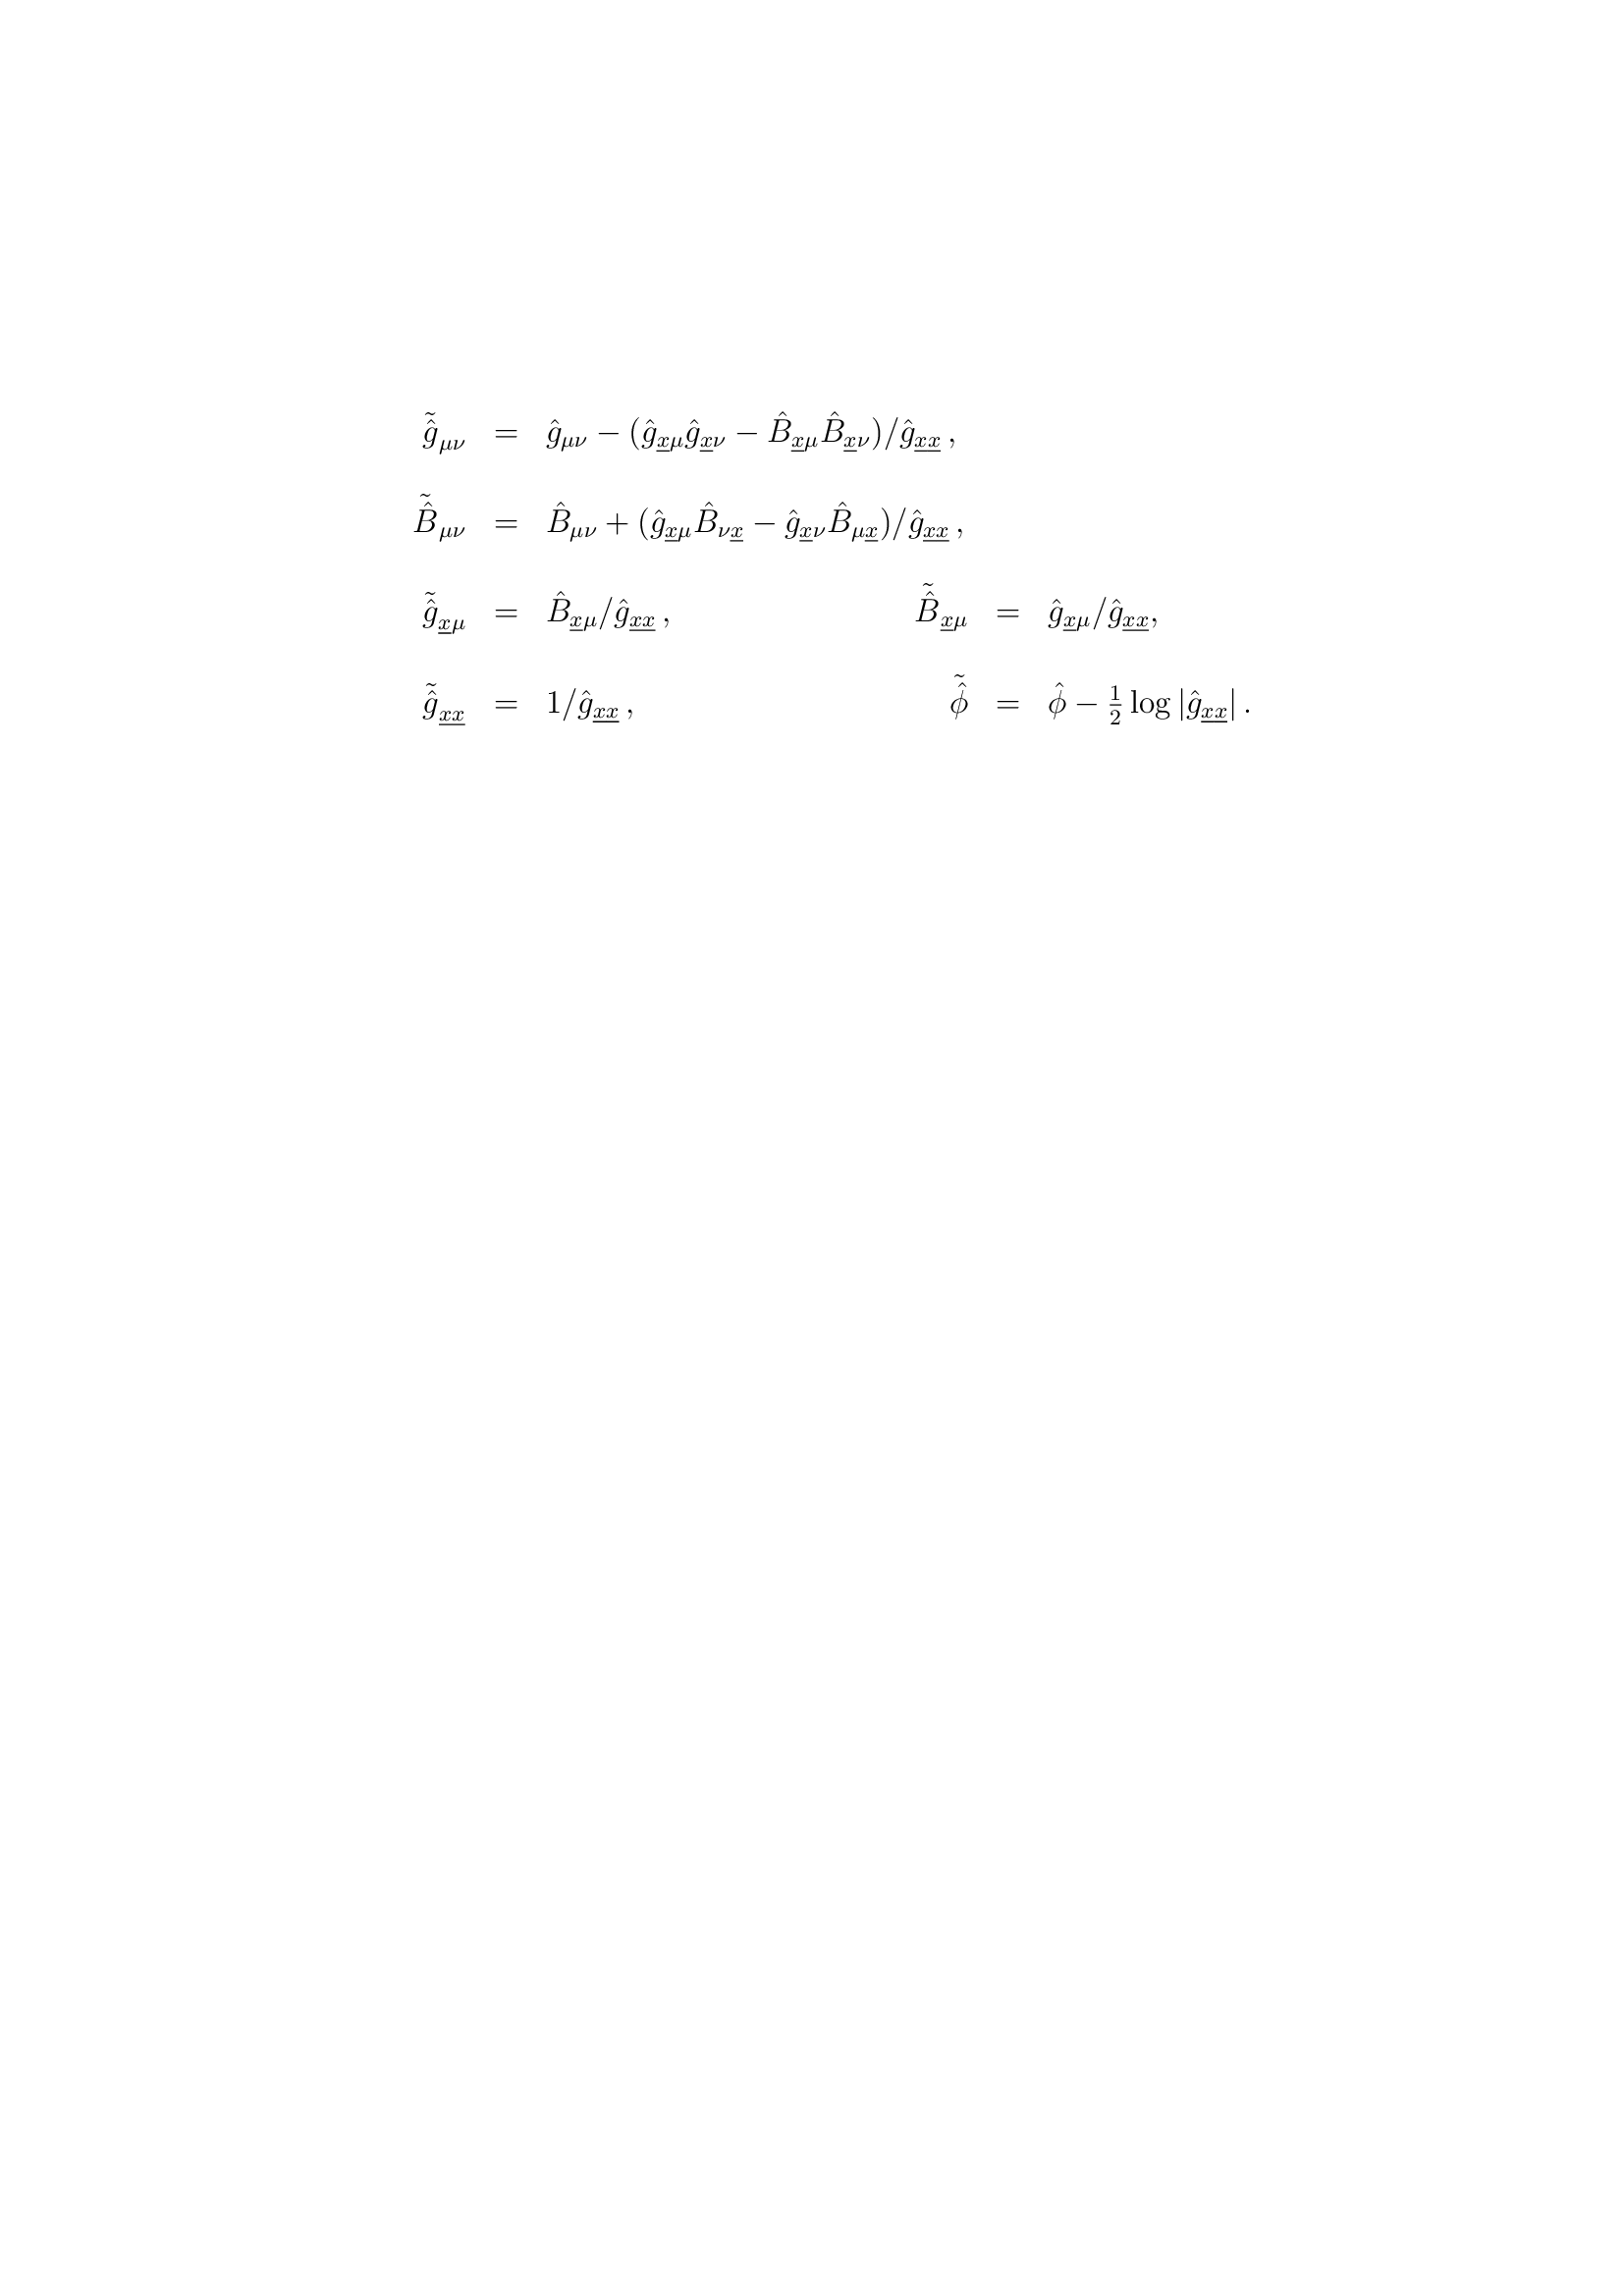 $\tilde{\hat{g}}_{\mu\nu} = \hat{g}_{\mu\nu} - (\hat{g}_{\underline{x}\mu}\hat{g}_{\underline{x}\nu} - \hat{B}_{\underline{x}\mu}\hat{B}_{\underline{x}\nu})/\hat{g}_{\underline{xx}}\,,$
$\tilde{\hat{B}}_{\mu\nu} = \hat{B}_{\mu\nu} + (\hat{g}_{\underline{x}\mu}\hat{B}_{\nu\underline{x}} - \hat{g}_{\underline{x}\nu}\hat{B}_{\mu\underline{x}})/\hat{g}_{\underline{xx}}\,,$
$\tilde{\hat{g}}_{\underline{x}\mu} = \hat{B}_{\underline{x}\mu}/\hat{g}_{\underline{xx}}\,, \qquad \tilde{\hat{B}}_{\underline{x}\mu} = \hat{g}_{\underline{x}\mu}/\hat{g}_{\underline{xx}},$
$\tilde{\hat{g}}_{\underline{xx}} = 1/\hat{g}_{\underline{xx}}\,, \qquad \tilde{\hat{\phi}} = \hat{\phi} - \frac{1}{2}\log|\hat{g}_{\underline{xx}}|\,.$